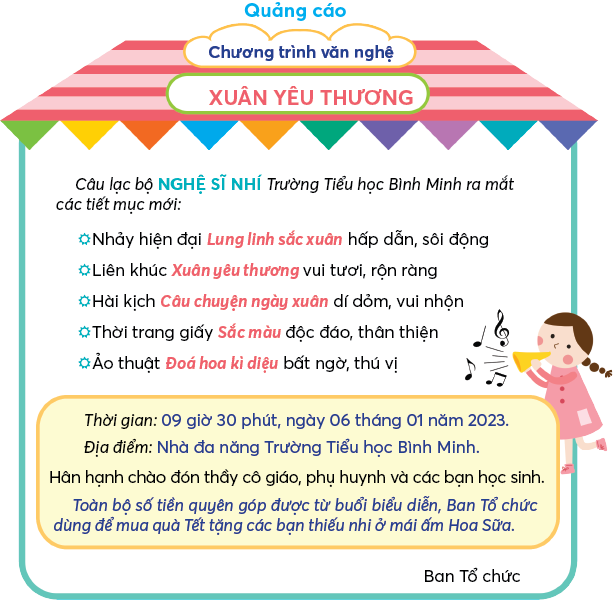 Quảng cáo
Chương trình văn nghệ
XUÂN YÊU THƯƠNG
Câu lạc bộ NGHỆ SĨ NHÍ Trường Tiểu học Bình Minh ra mắt
các tiết mục mới:
Nhảy hiện đại Lung linh sắc xuân hấp dẫn, sôi động
Liên khúc Xuân yêu thương vui tươi, rộn ràng
Hài kịch Câu chuyện ngày xuân dí dỏm, vui nhộn
Thời trang giấy Sắc màu độc đáo, thân thiện
Ảo thuật Đoá hoa kì diệu bất ngờ, thú vị
Thời gian: 09 giờ 30 phút, ngày 06 tháng 01 năm 2023.
Địa điểm: Nhà đa năng Trường Tiểu học Bình Minh.
Hân hạnh chào đón thầy cô giáo, phụ huynh và các bạn học sinh.
Toàn bộ số tiền quyên góp được từ buổi biểu diễn, Ban Tổ chức
dùng để mua quà Tết tặng các bạn thiếu nhi ở mái ấm Hoa Sữa.
Ban Tổ chức